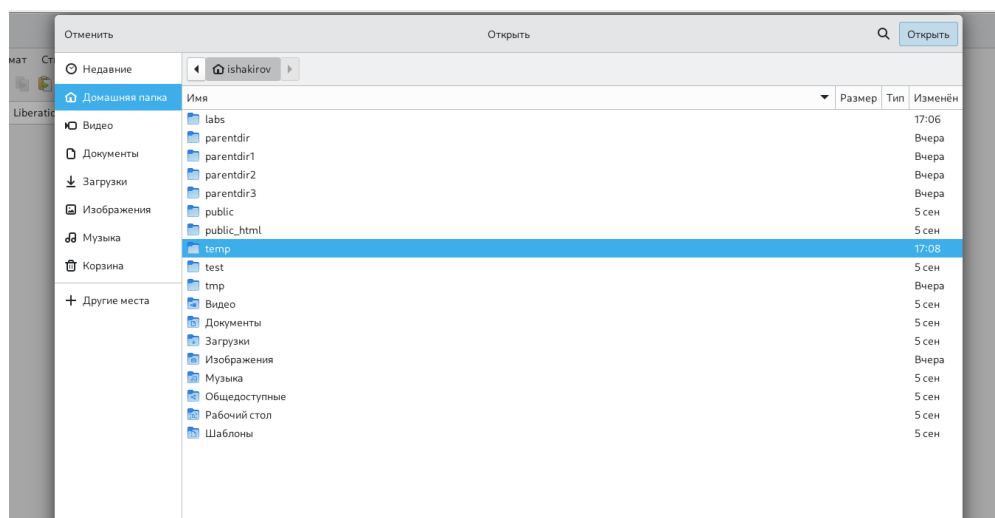 Отменить Открыть Открыть
мат Ст
Недавние
ishakirov
Домашняя папка
Имя Размер Тип Изменён
Liberatio
Видео
Документы
Загрузки
Изображения
Музыка
Корзина
Другие места
labs 17:06
parentdir Вчера
parentdir1 Вчера
parentdir2 Вчера
parentdir3 Вчера
public 5 сен
public_html 5 сен
temp 17:08
test 5 сен
tmp Вчера
Видео 5 сен
Документы 5 сен
Загрузки 5 сен
Изображения Вчера
Музыка 5 сен
Общедоступные 5 сен
Рабочий стол 5 сен
Шаблоны 5 сен